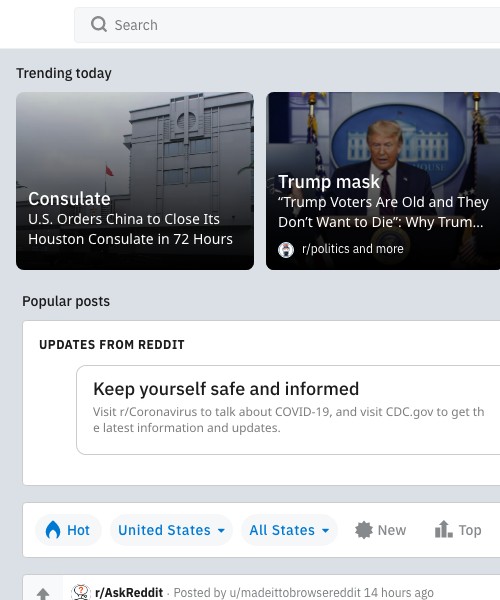 Search
Trending today
Consulate
U.S. Orders China to Close Its
Houston Consulate in 72 Hours
Trump mask
“Trump Voters Are Old and They
Don’t Want to Die”: Why Trum...
r/politics and more
Popular posts
UPDATES FROM REDDIT
Keep yourself safe and informed
Visit r/Coronavirus to talk about COVID-19, and visit CDC.gov to get th
e latest information and updates.
Hot United States All States New Top
r/AskReddit · Posted by u/madeittobrowsereddit 14 hours ago